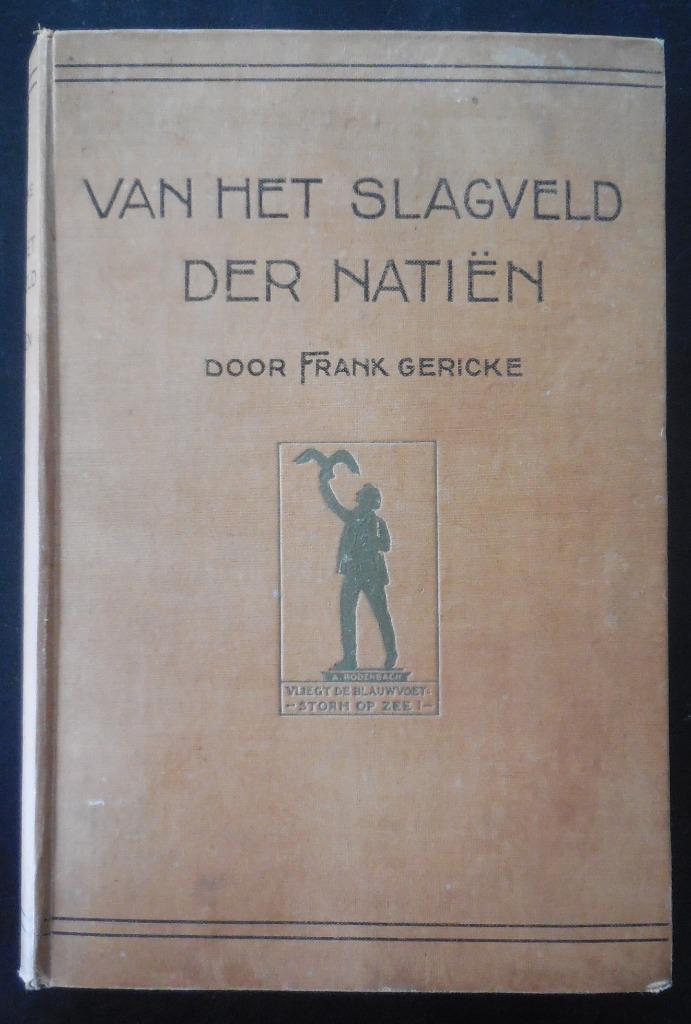 VAN HET SLAGVELD
DER NATIËN
DOOR FRANK GERICKE
A. RODENBACH
VLIEGT DE BLAUWVOET·
- STORM OP ZEE! -